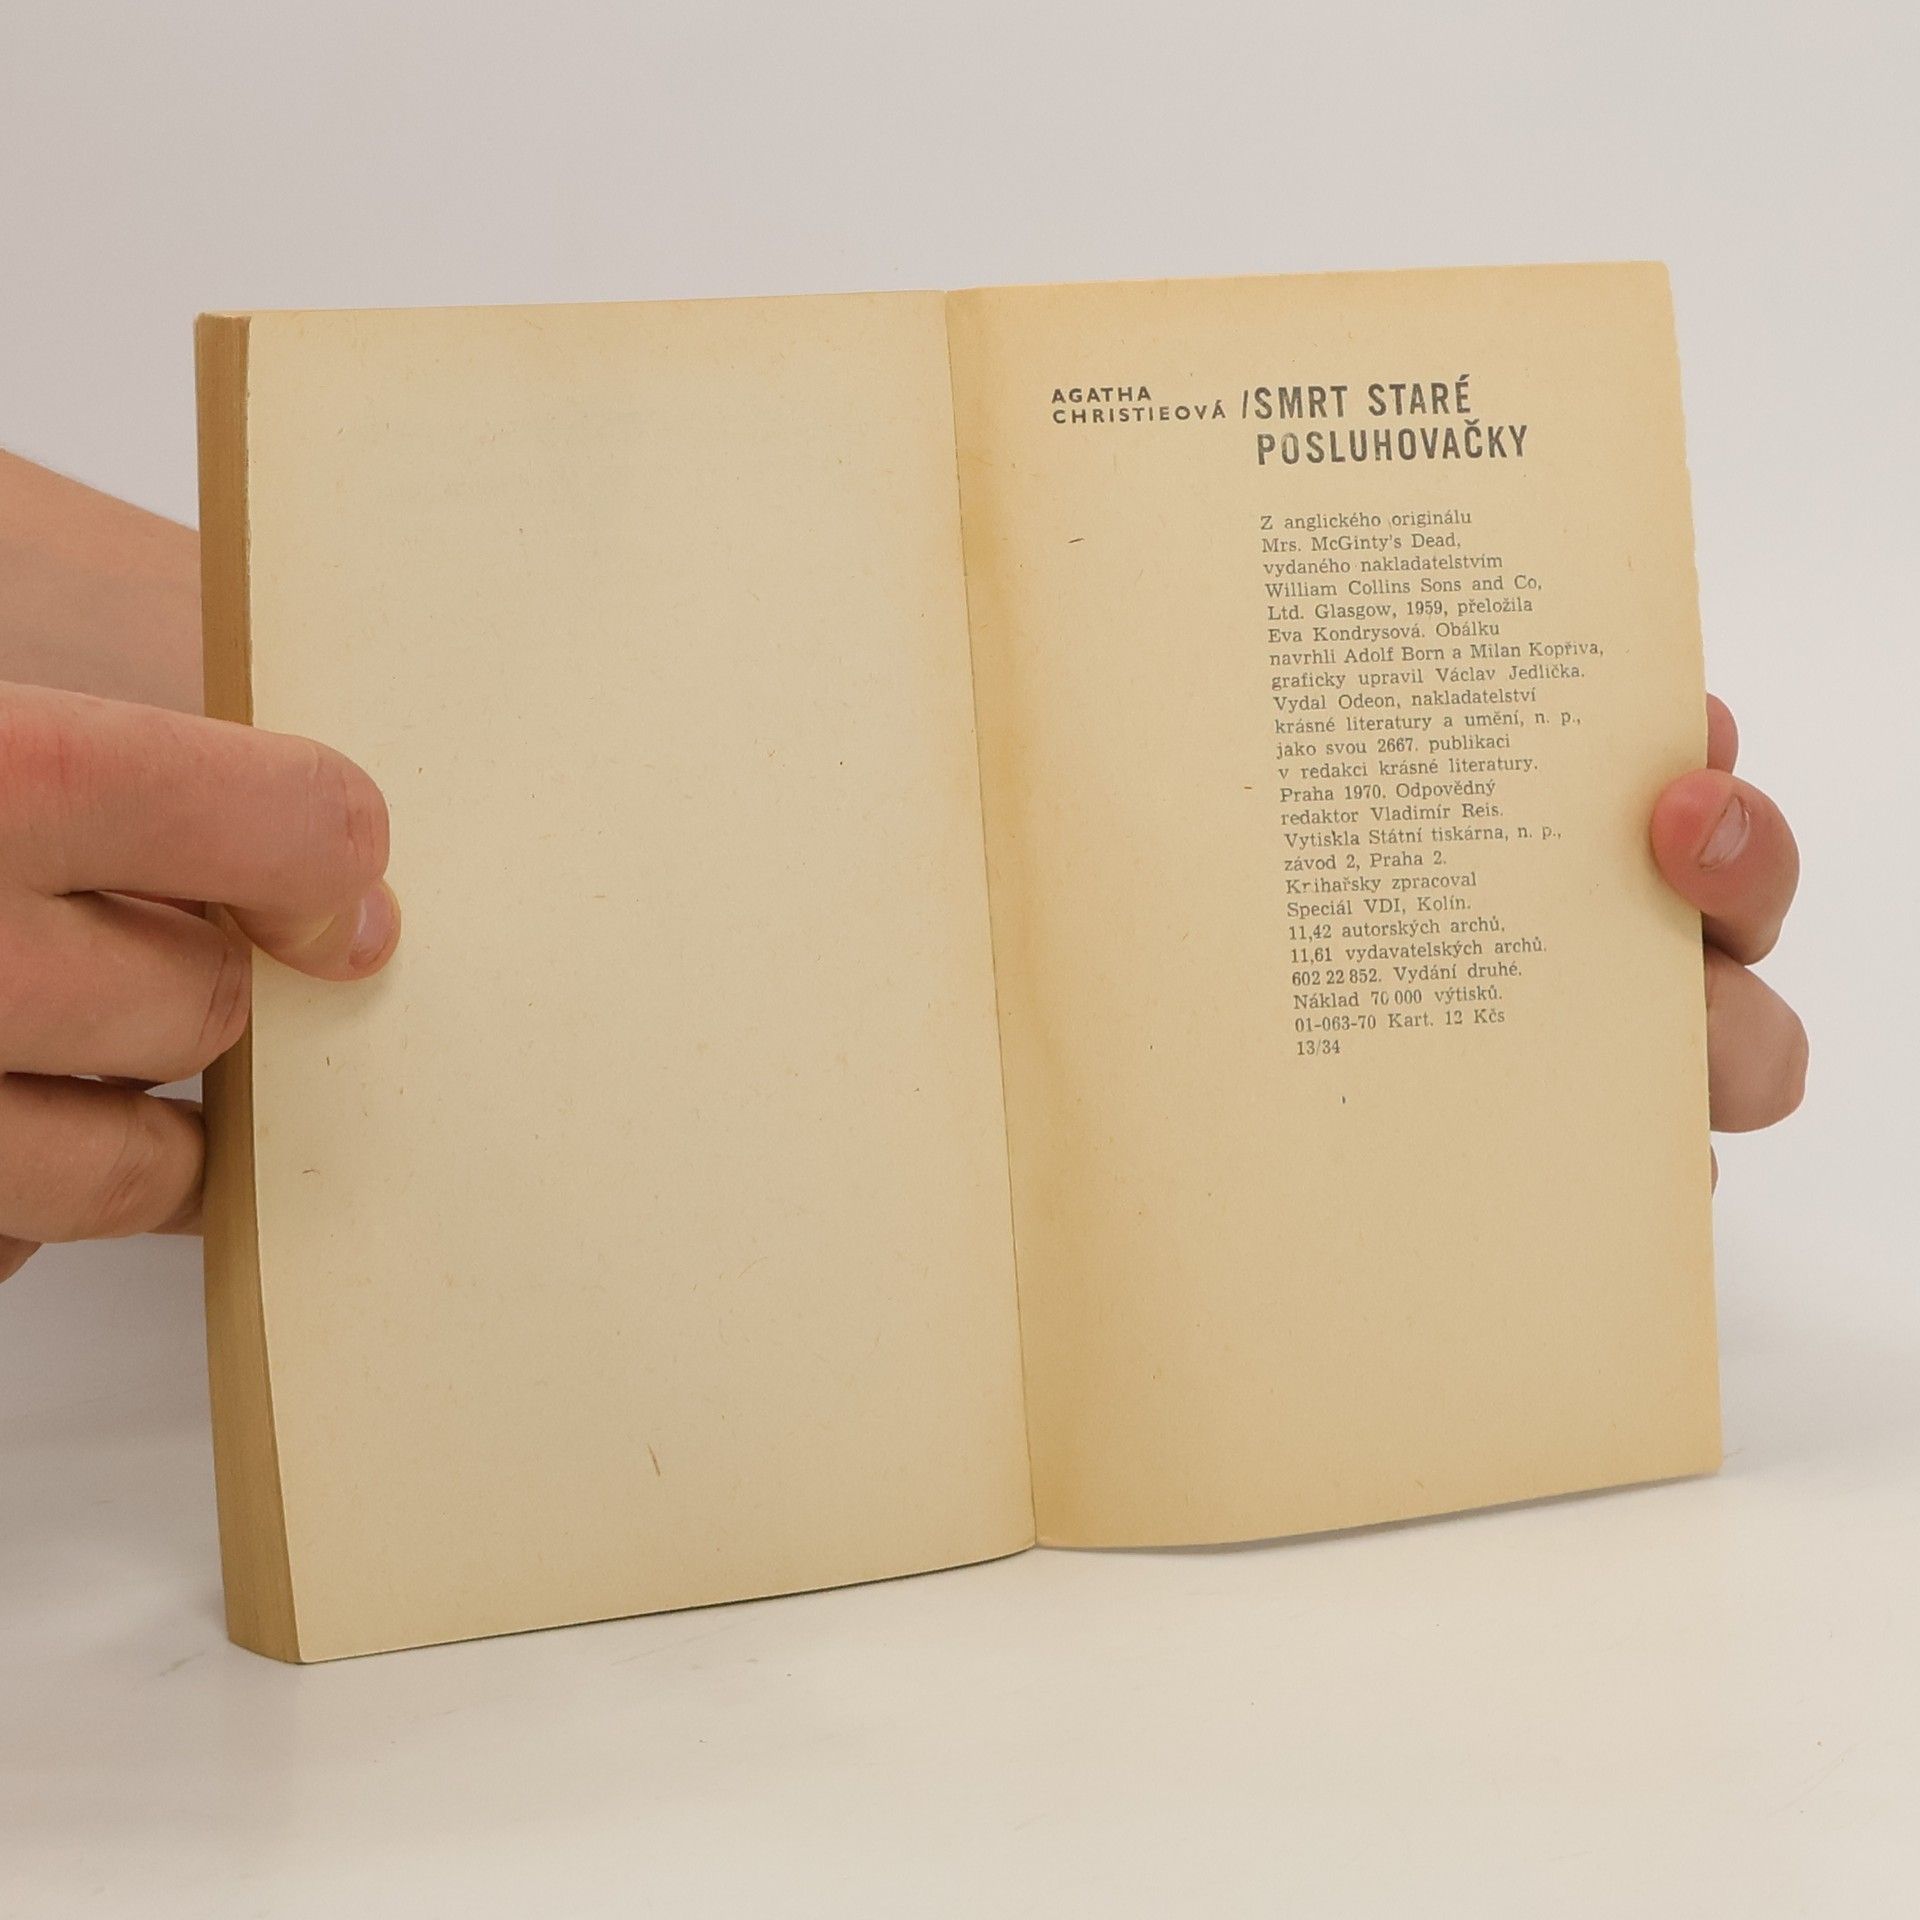 AGATHA
CHRISTIEOVÁ /SMRT STARÉ
POSLUHOVAČKY
Z anglického originálu
Mrs. McGinty's Dead,
vydaného nakladatelstvím
William Collins Sons and Co,
Ltd. Glasgow, 1959, přeložila
Eva Kondrysová. Obálku
navrhli Adolf Born a Milan Kopřiva,
graficky upravil Václav Jedlička.
Vydal Odeon, nakladatelství
krásné literatury a umění, n. p.,
jako svou 2667. publikaci
v redakci krásné literatury.
Praha 1970. Odpovědný
redaktor Vladimír Reis.
Vytiskla Státní tiskárna, n. p.,
závod 2, Praha 2.
Krihařsky zpracoval
Speciál VDI, Kolín.
11,42 autorských archů,
11,61 vydavatelských archů.
602 22 852. Vydání druhé.
Náklad 70 000 výtisků.
01-063-70 Kart. 12 Kčs
13/34